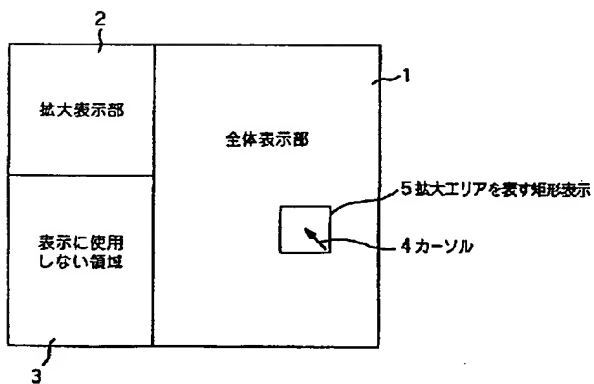 2
1
拡大表示部
全体表示部
5 拡大エリアを表す矩形表示
4 カーソル
表示に使用
しない領域
3